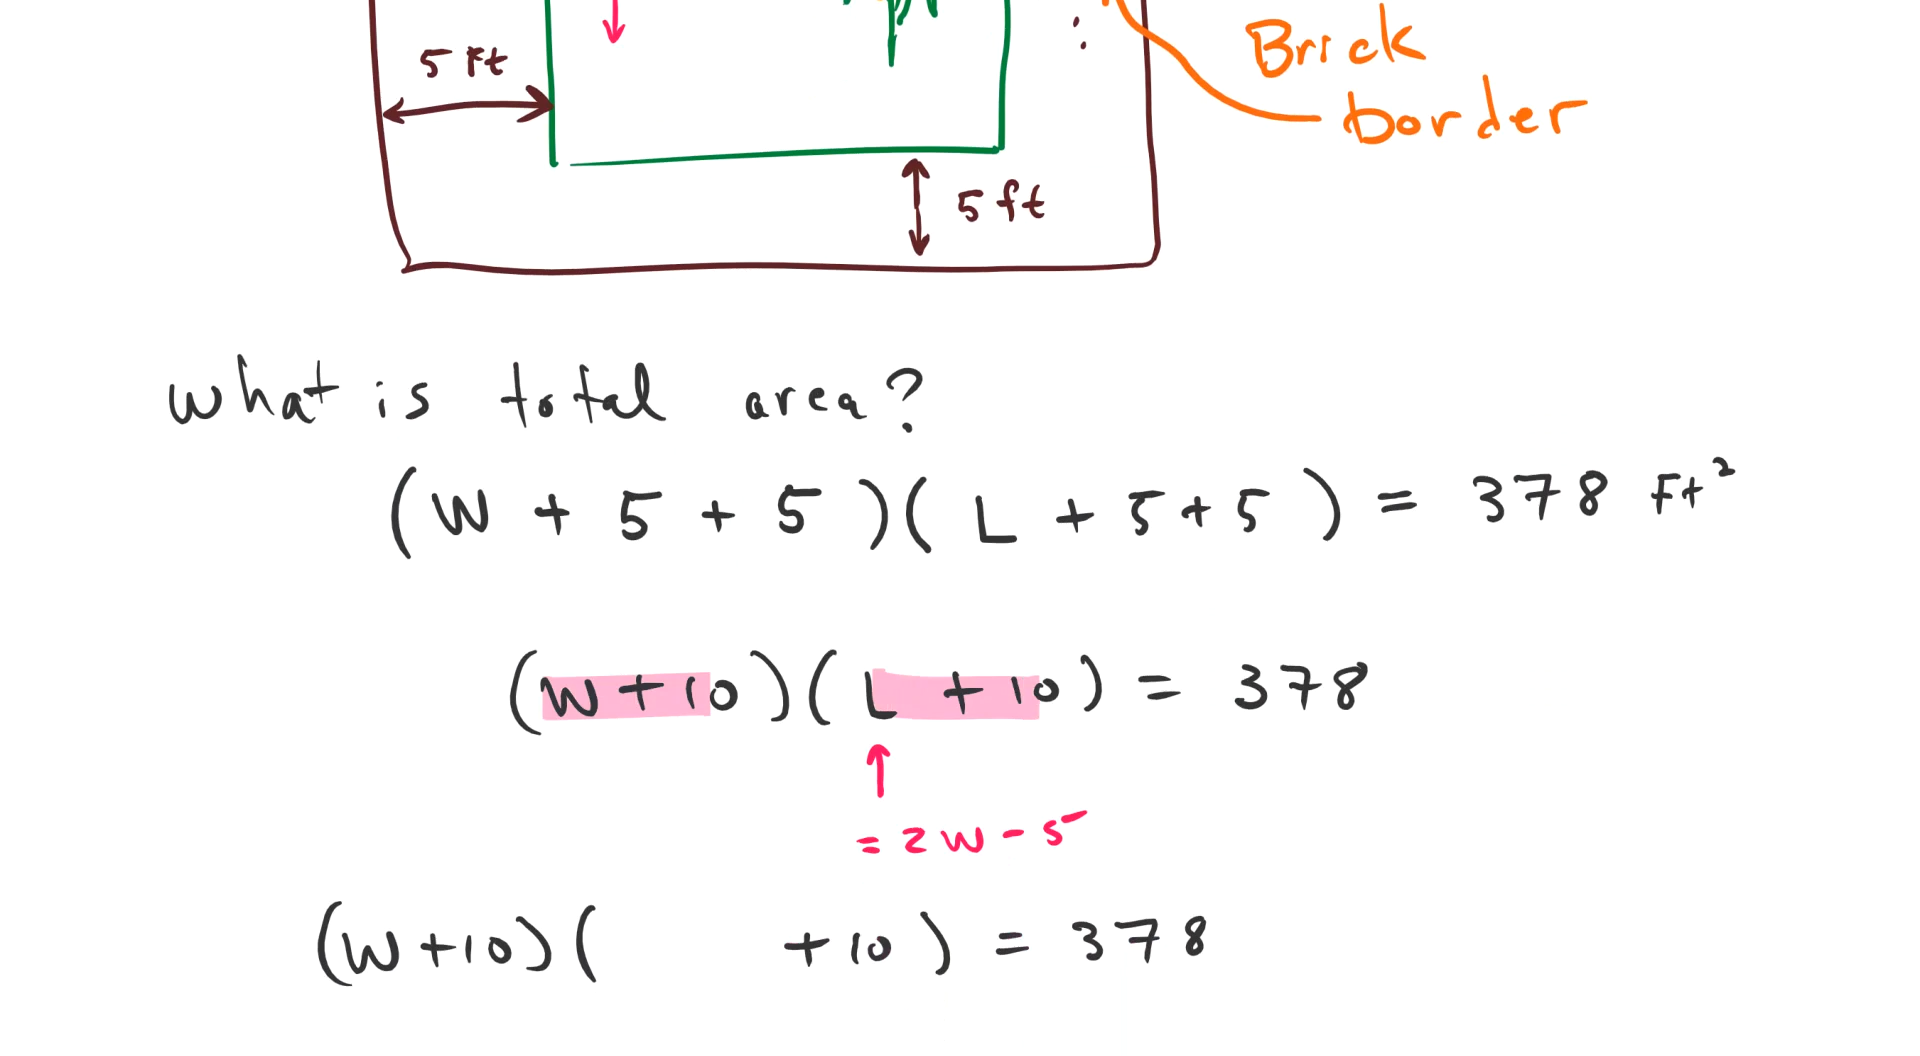 5 Ft
Brick
border
5 ft
What is total area?
(W + 5 + 5)(L + 5 + 5) = 378 Ft²
(W+10)(L + 10) = 378
↑
= 2W - 5
(W+10)( +10) = 378